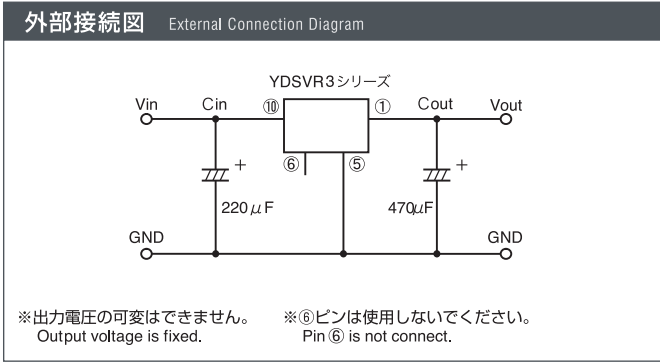 外部接続図 External Connection Diagram
YDSVR3シリーズ
Vin Cin ⑩ ① Cout Vout
+ ⑥ ⑤ +
220μF 470μF
GND GND
※出力電圧の可変はできません。 ※⑥ピンは使用しないでください。
Output voltage is fixed. Pin ⑥ is not connect.